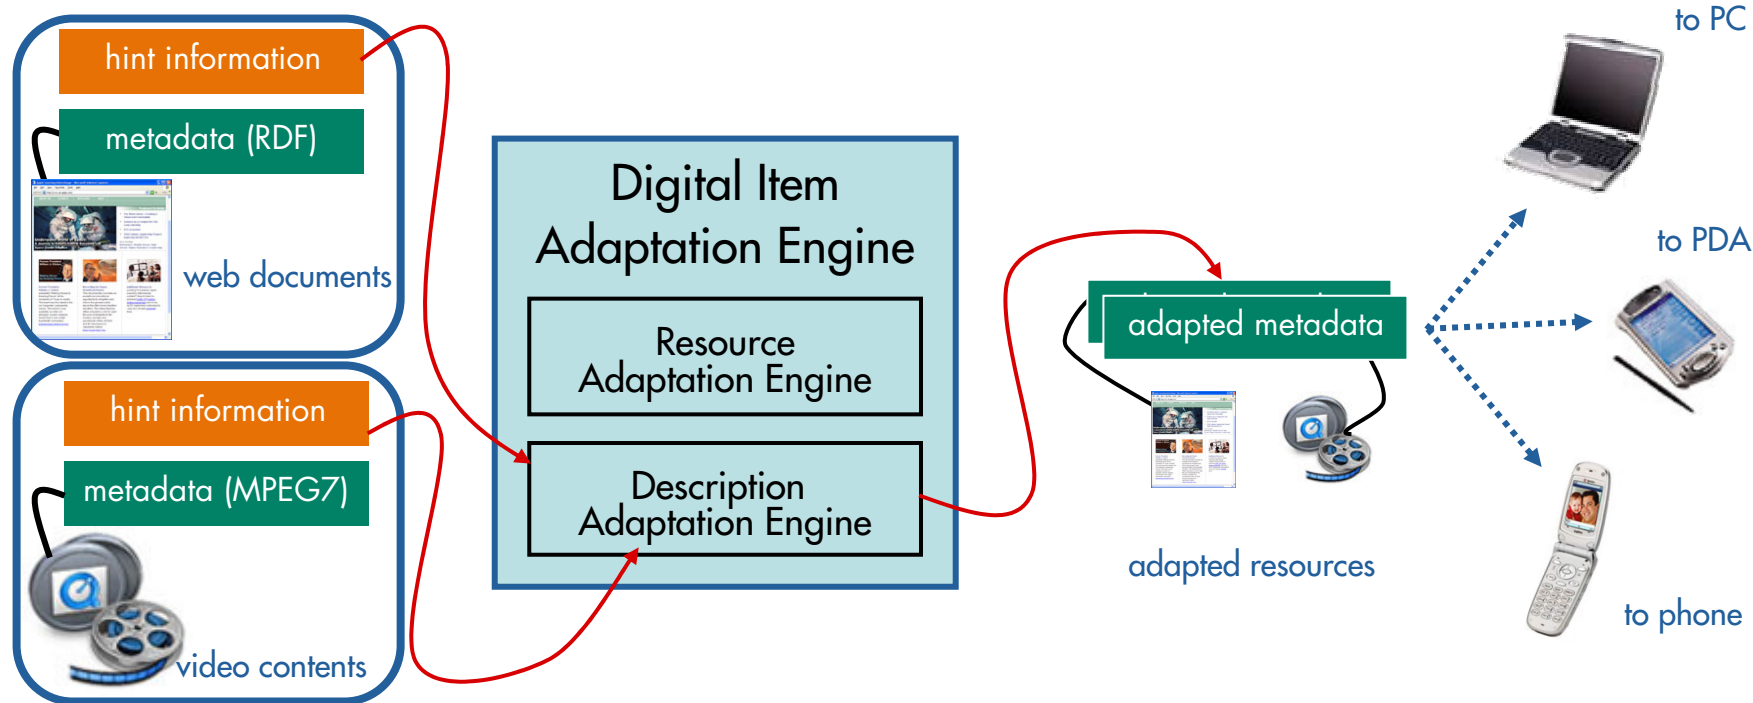 hint information
metadata (RDF)
web documents
hint information
metadata (MPEG7)
video contents
Digital Item
Adaptation Engine
Resource
Adaptation Engine
Description
Adaptation Engine
adapted metadata
adapted resources
to PC
to PDA
to phone